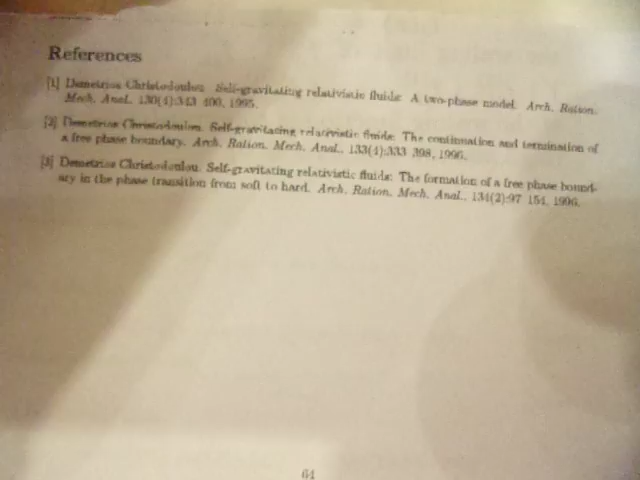 References
[1] Demetrios Christodoulou. Self-gravitating relativistic fluids: A two-phase model. Arch. Ration.
Mech. Anal., 130(4):343–400, 1995.
[2] Demetrios Christodoulou. Self-gravitating relativistic fluids: The continuation and termination of
a free phase boundary. Arch. Ration. Mech. Anal., 133(4):333–398, 1996.
[3] Demetrios Christodoulou. Self-gravitating relativistic fluids: The formation of a free phase bound-
ary in the phase transition from soft to hard. Arch. Ration. Mech. Anal., 134(2):97–154, 1996.
64